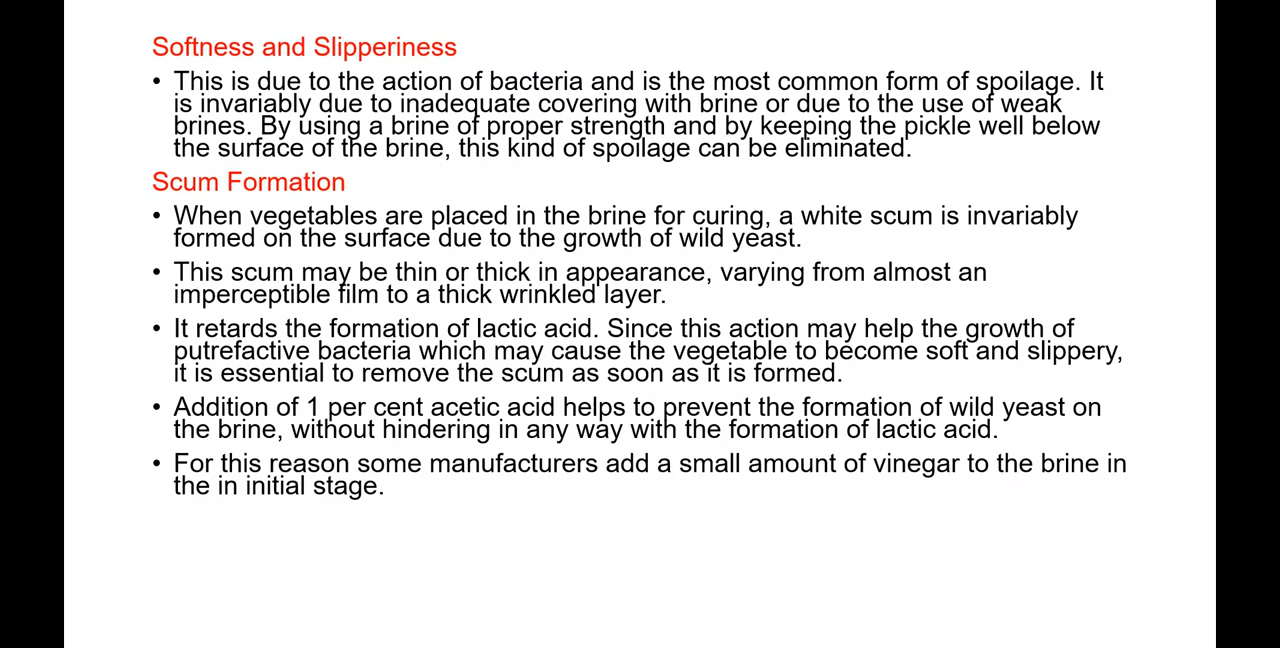 Softness and Slipperiness
• This is due to the action of bacteria and is the most common form of spoilage. It
is invariably due to inadequate covering with brine or due to the use of weak
brines. By using a brine of proper strength and by keeping the pickle well below
the surface of the brine, this kind of spoilage can be eliminated.
Scum Formation
• When vegetables are placed in the brine for curing, a white scum is invariably
formed on the surface due to the growth of wild yeast.
• This scum may be thin or thick in appearance, varying from almost an
imperceptible film to a thick wrinkled layer.
• It retards the formation of lactic acid. Since this action may help the growth of
putrefactive bacteria which may cause the vegetable to become soft and slippery,
it is essential to remove the scum as soon as it is formed.
• Addition of 1 per cent acetic acid helps to prevent the formation of wild yeast on
the brine, without hindering in any way with the formation of lactic acid.
• For this reason some manufacturers add a small amount of vinegar to the brine in
the in initial stage.